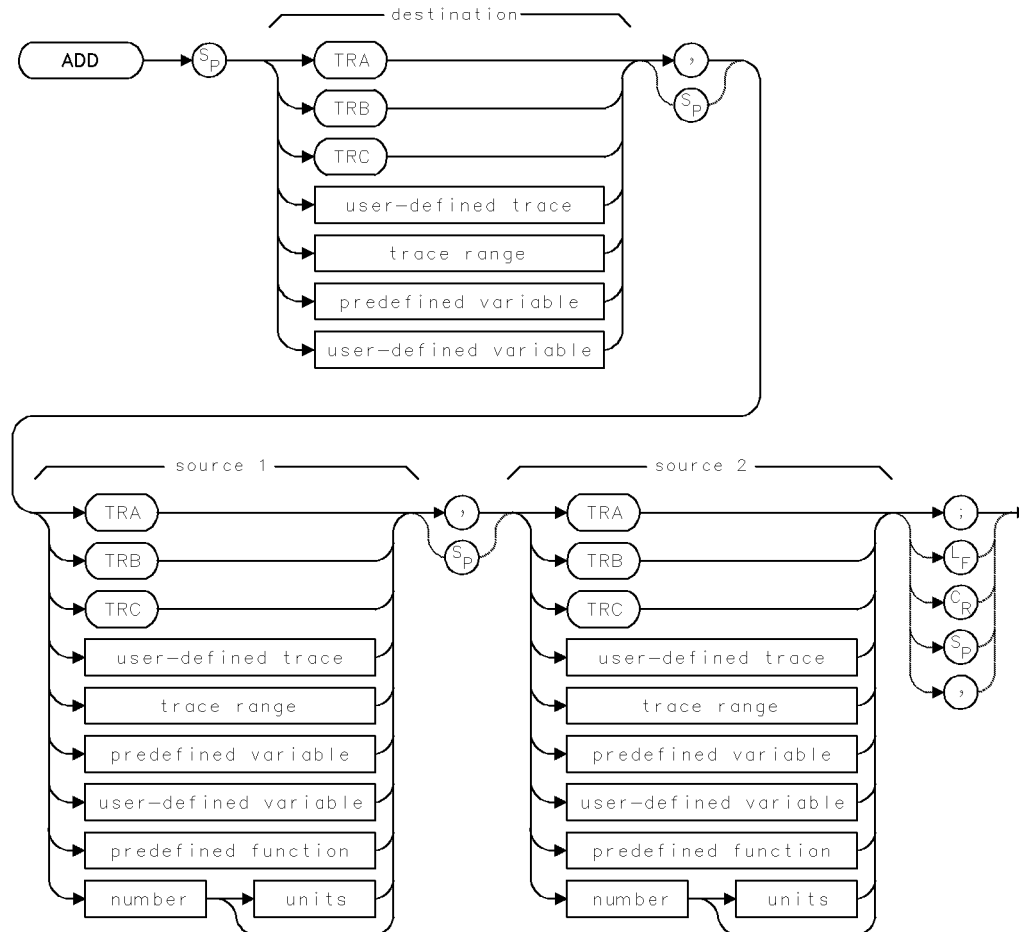 destination
ADD SP TRA ,
TRB SP
TRC
user-defined trace
trace range
predefined variable
user-defined variable
source 1 source 2
TRA , TRA ;
TRB SP TRB LF
TRC TRC CR
user-defined trace user-defined trace SP
trace range trace range ,
predefined variable predefined variable
user-defined variable user-defined variable
predefined function predefined function
number units number units